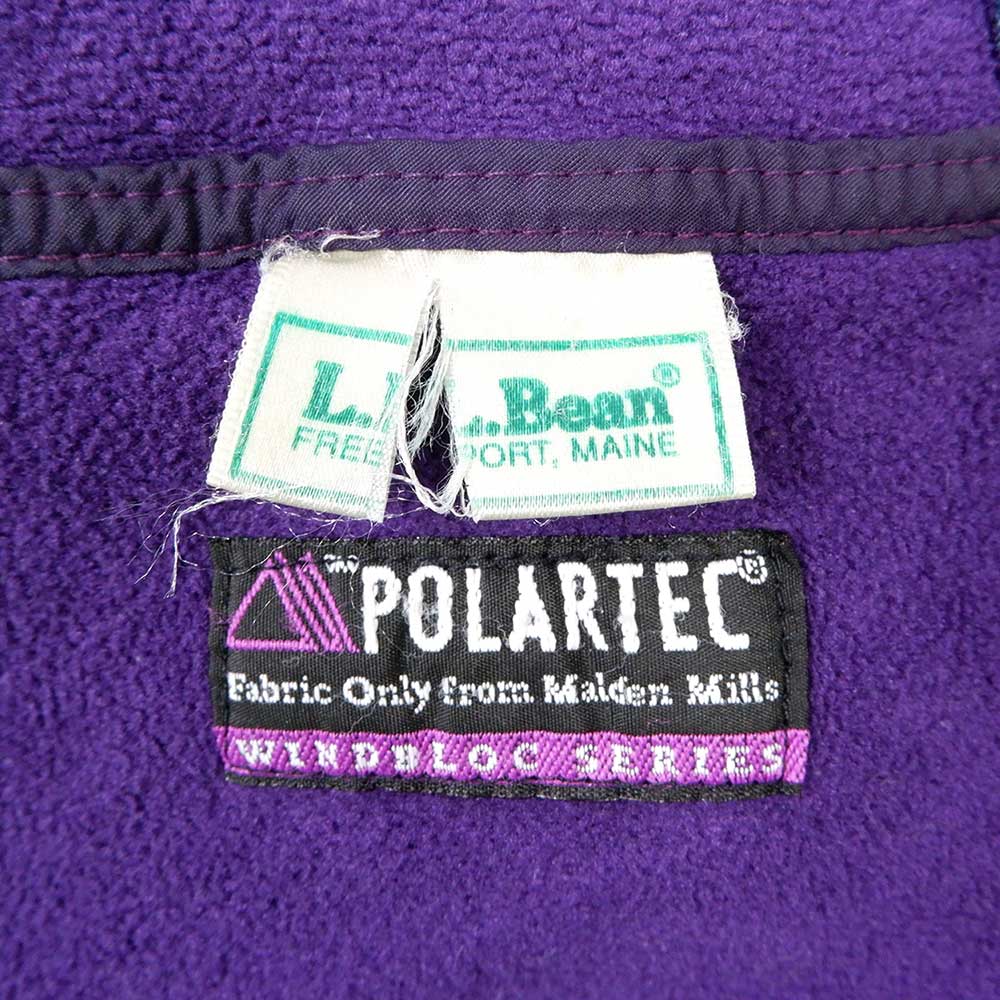 L.L.Bean®
FREEPORT, MAINE
POLARTEC®
Fabric Only from Malden Mills
WINDBLOC SERIES